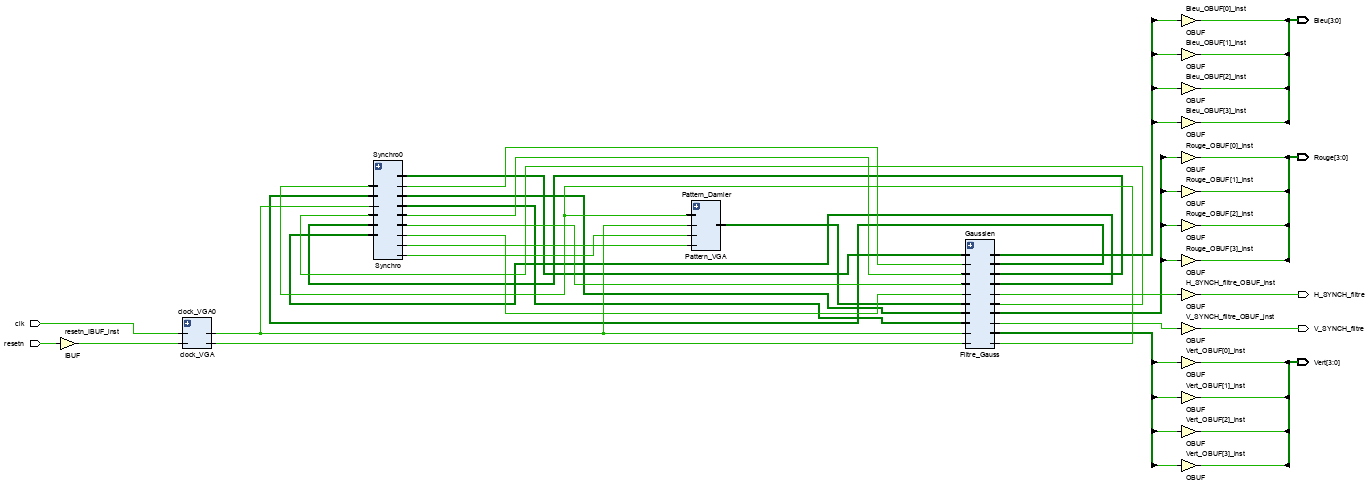 Bleu_OBUF[0]_inst
Bleu[3:0]
OBUF
Bleu_OBUF[1]_inst
OBUF
Bleu_OBUF[2]_inst
OBUF
Bleu_OBUF[3]_inst
OBUF
Rouge_OBUF[0]_inst
Rouge[3:0]
OBUF
Rouge_OBUF[1]_inst
OBUF
Rouge_OBUF[2]_inst
OBUF
Rouge_OBUF[3]_inst
OBUF
Synchro0
Synchro
Pattern_Damier
Pattern_VGA
Gaussien
Filtre_Gauss
H_SYNCH_filtre_OBUF_inst
H_SYNCH_filtre
OBUF
V_SYNCH_filtre_OBUF_inst
V_SYNCH_filtre
OBUF
clock_VGA0
clock_VGA
clk
resetn_IBUF_inst
resetn
IBUF
Vert_OBUF[0]_inst
Vert[3:0]
OBUF
Vert_OBUF[1]_inst
OBUF
Vert_OBUF[2]_inst
OBUF
Vert_OBUF[3]_inst
OBUF